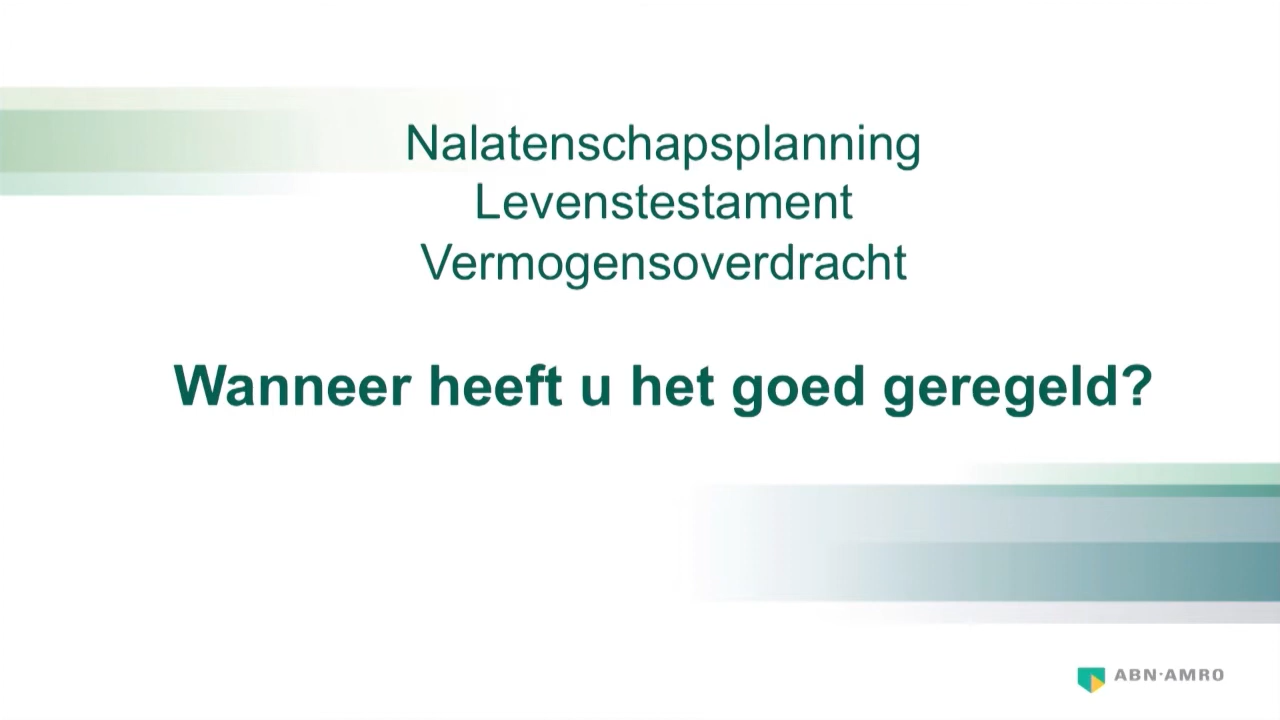 Nalatenschapsplanning
Levenstestament
Vermogensoverdracht
Wanneer heeft u het goed geregeld?
ABN·AMRO